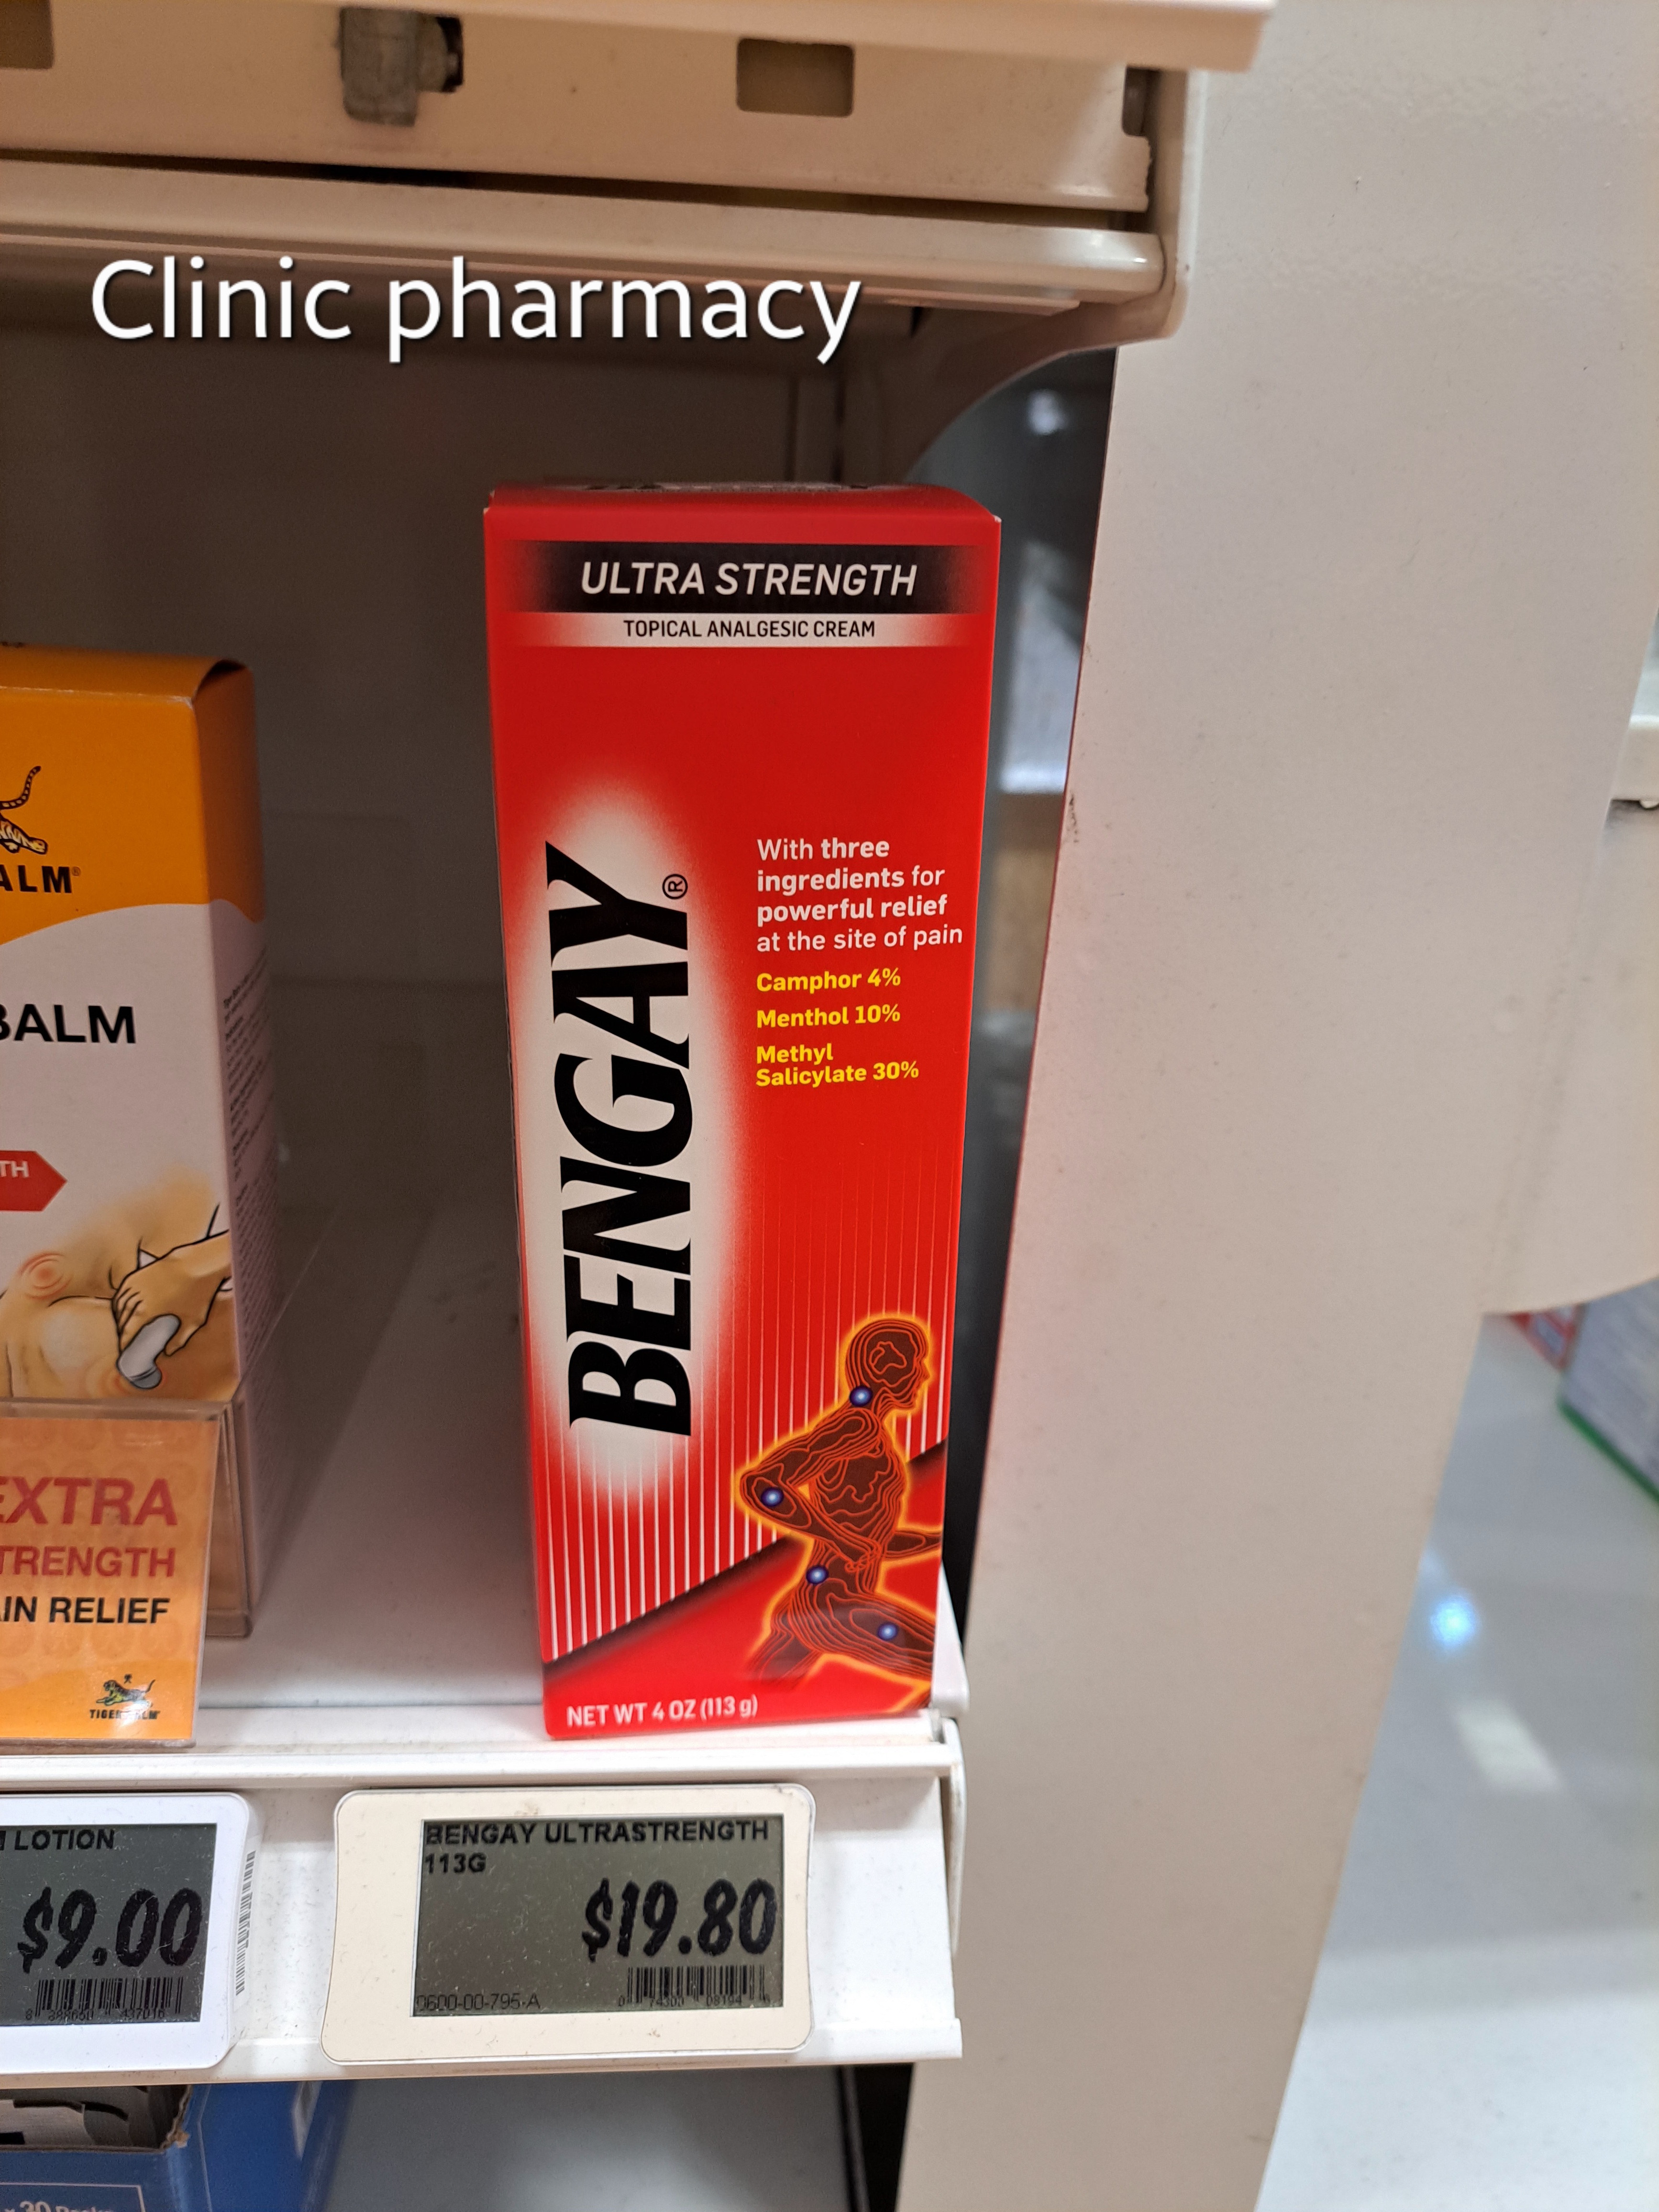 Clinic pharmacy
ULTRA STRENGTH
TOPICAL ANALGESIC CREAM
BENGAY®
With three
ingredients for
powerful relief
at the site of pain
Camphor 4%
Menthol 10%
Methyl
Salicylate 30%
NET WT 4 OZ (113 g)
ALM®
BALM
TH
EXTRA
TRENGTH
IN RELIEF
LOTION
$9.00
BENGAY ULTRASTRENGTH
113G
$19.80
0600-00-795-A